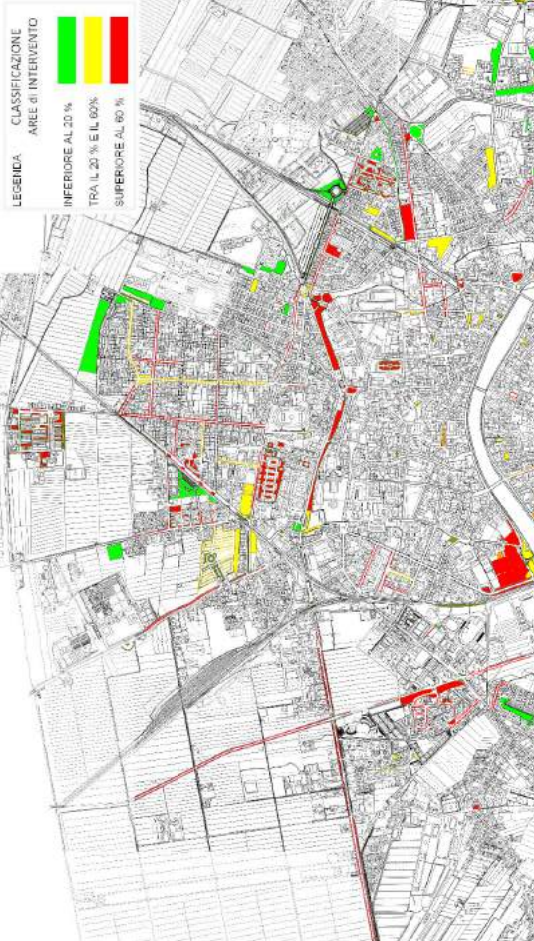 LEGENDA CLASSIFICAZIONE
AREE di INTERVENTO
INFERIORE AL 20 %
TRA IL 20 % E IL 60%
SUPERIORE AL 60 %